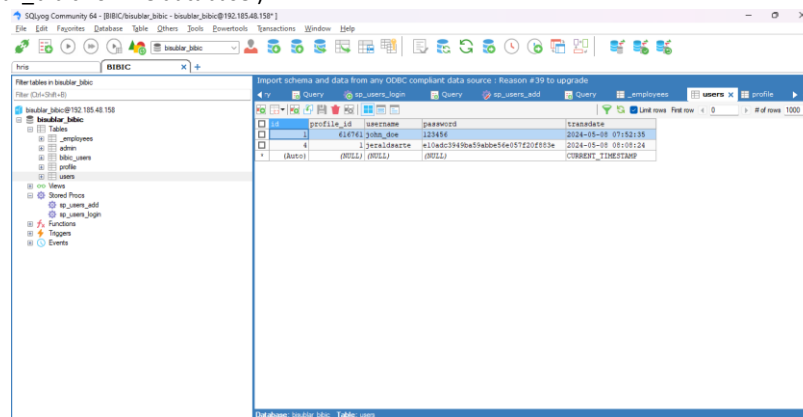 SQLyog Community 64 - [BIBIC/bisublar_bibic - bisublar_bibic@192.185.48.158*]
File Edit Favorites Database Table Others Tools Powertools Transactions Window Help
bisublar_bibic
hris BIBIC X +
Import schema and data from any ODBC compliant data source : Reason #39 to upgrade
Filter tables in bisublar_bibic
Filter (Ctrl+Shift+B)
Query sp_users_login Query sp_users_add Query _employees users X profile
Limit rows First row 0 # of rows 1000
bisublar_bibic@192.185.48.158
bisublar_bibic
Tables
_employees
admin
bibic_users
profile
users
Views
Stored Procs
sp_users_add
sp_users_login
Functions
Triggers
Events
id profile_id username password transdate
1 616761 john_doe 123456 2024-05-08 07:52:35
4 1 jeraldsarte e10adc3949ba59abbe56e057f20f883e 2024-05-08 08:08:24
(Auto) (NULL) (NULL) (NULL) CURRENT_TIMESTAMP
Database: bisublar_bibic Table: users